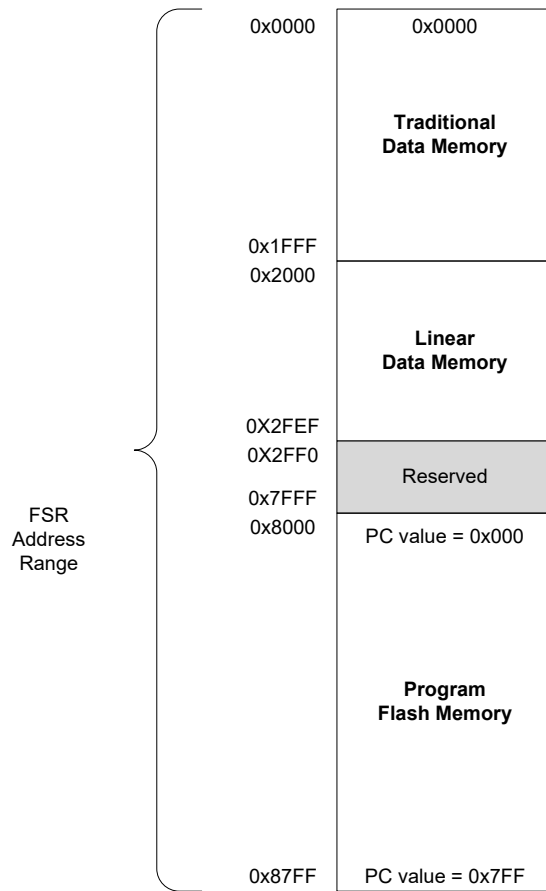 0x0000
0x0000
Traditional
Data Memory
0x1FFF
0x2000
Linear
Data Memory
0X2FEF
0X2FF0
Reserved
0x7FFF
0x8000
PC value = 0x000
FSR
Address
Range
Program
Flash Memory
0x87FF
PC value = 0x7FF